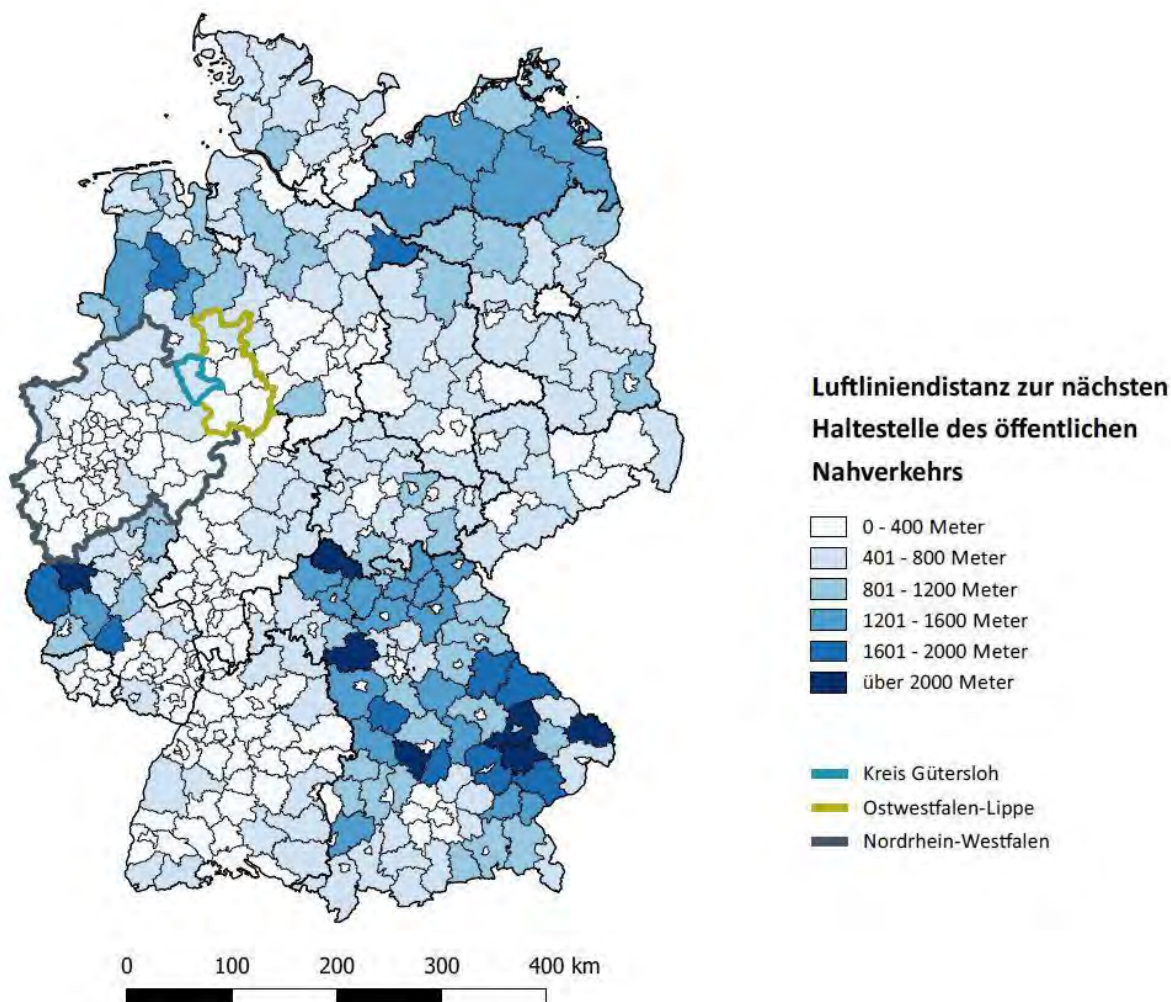 Luftliniendistanz zur nächsten
Haltestelle des öffentlichen
Nahverkehrs
0 - 400 Meter
401 - 800 Meter
801 - 1200 Meter
1201 - 1600 Meter
1601 - 2000 Meter
über 2000 Meter
Kreis Gütersloh
Ostwestfalen-Lippe
Nordrhein-Westfalen
0 100 200 300 400 km